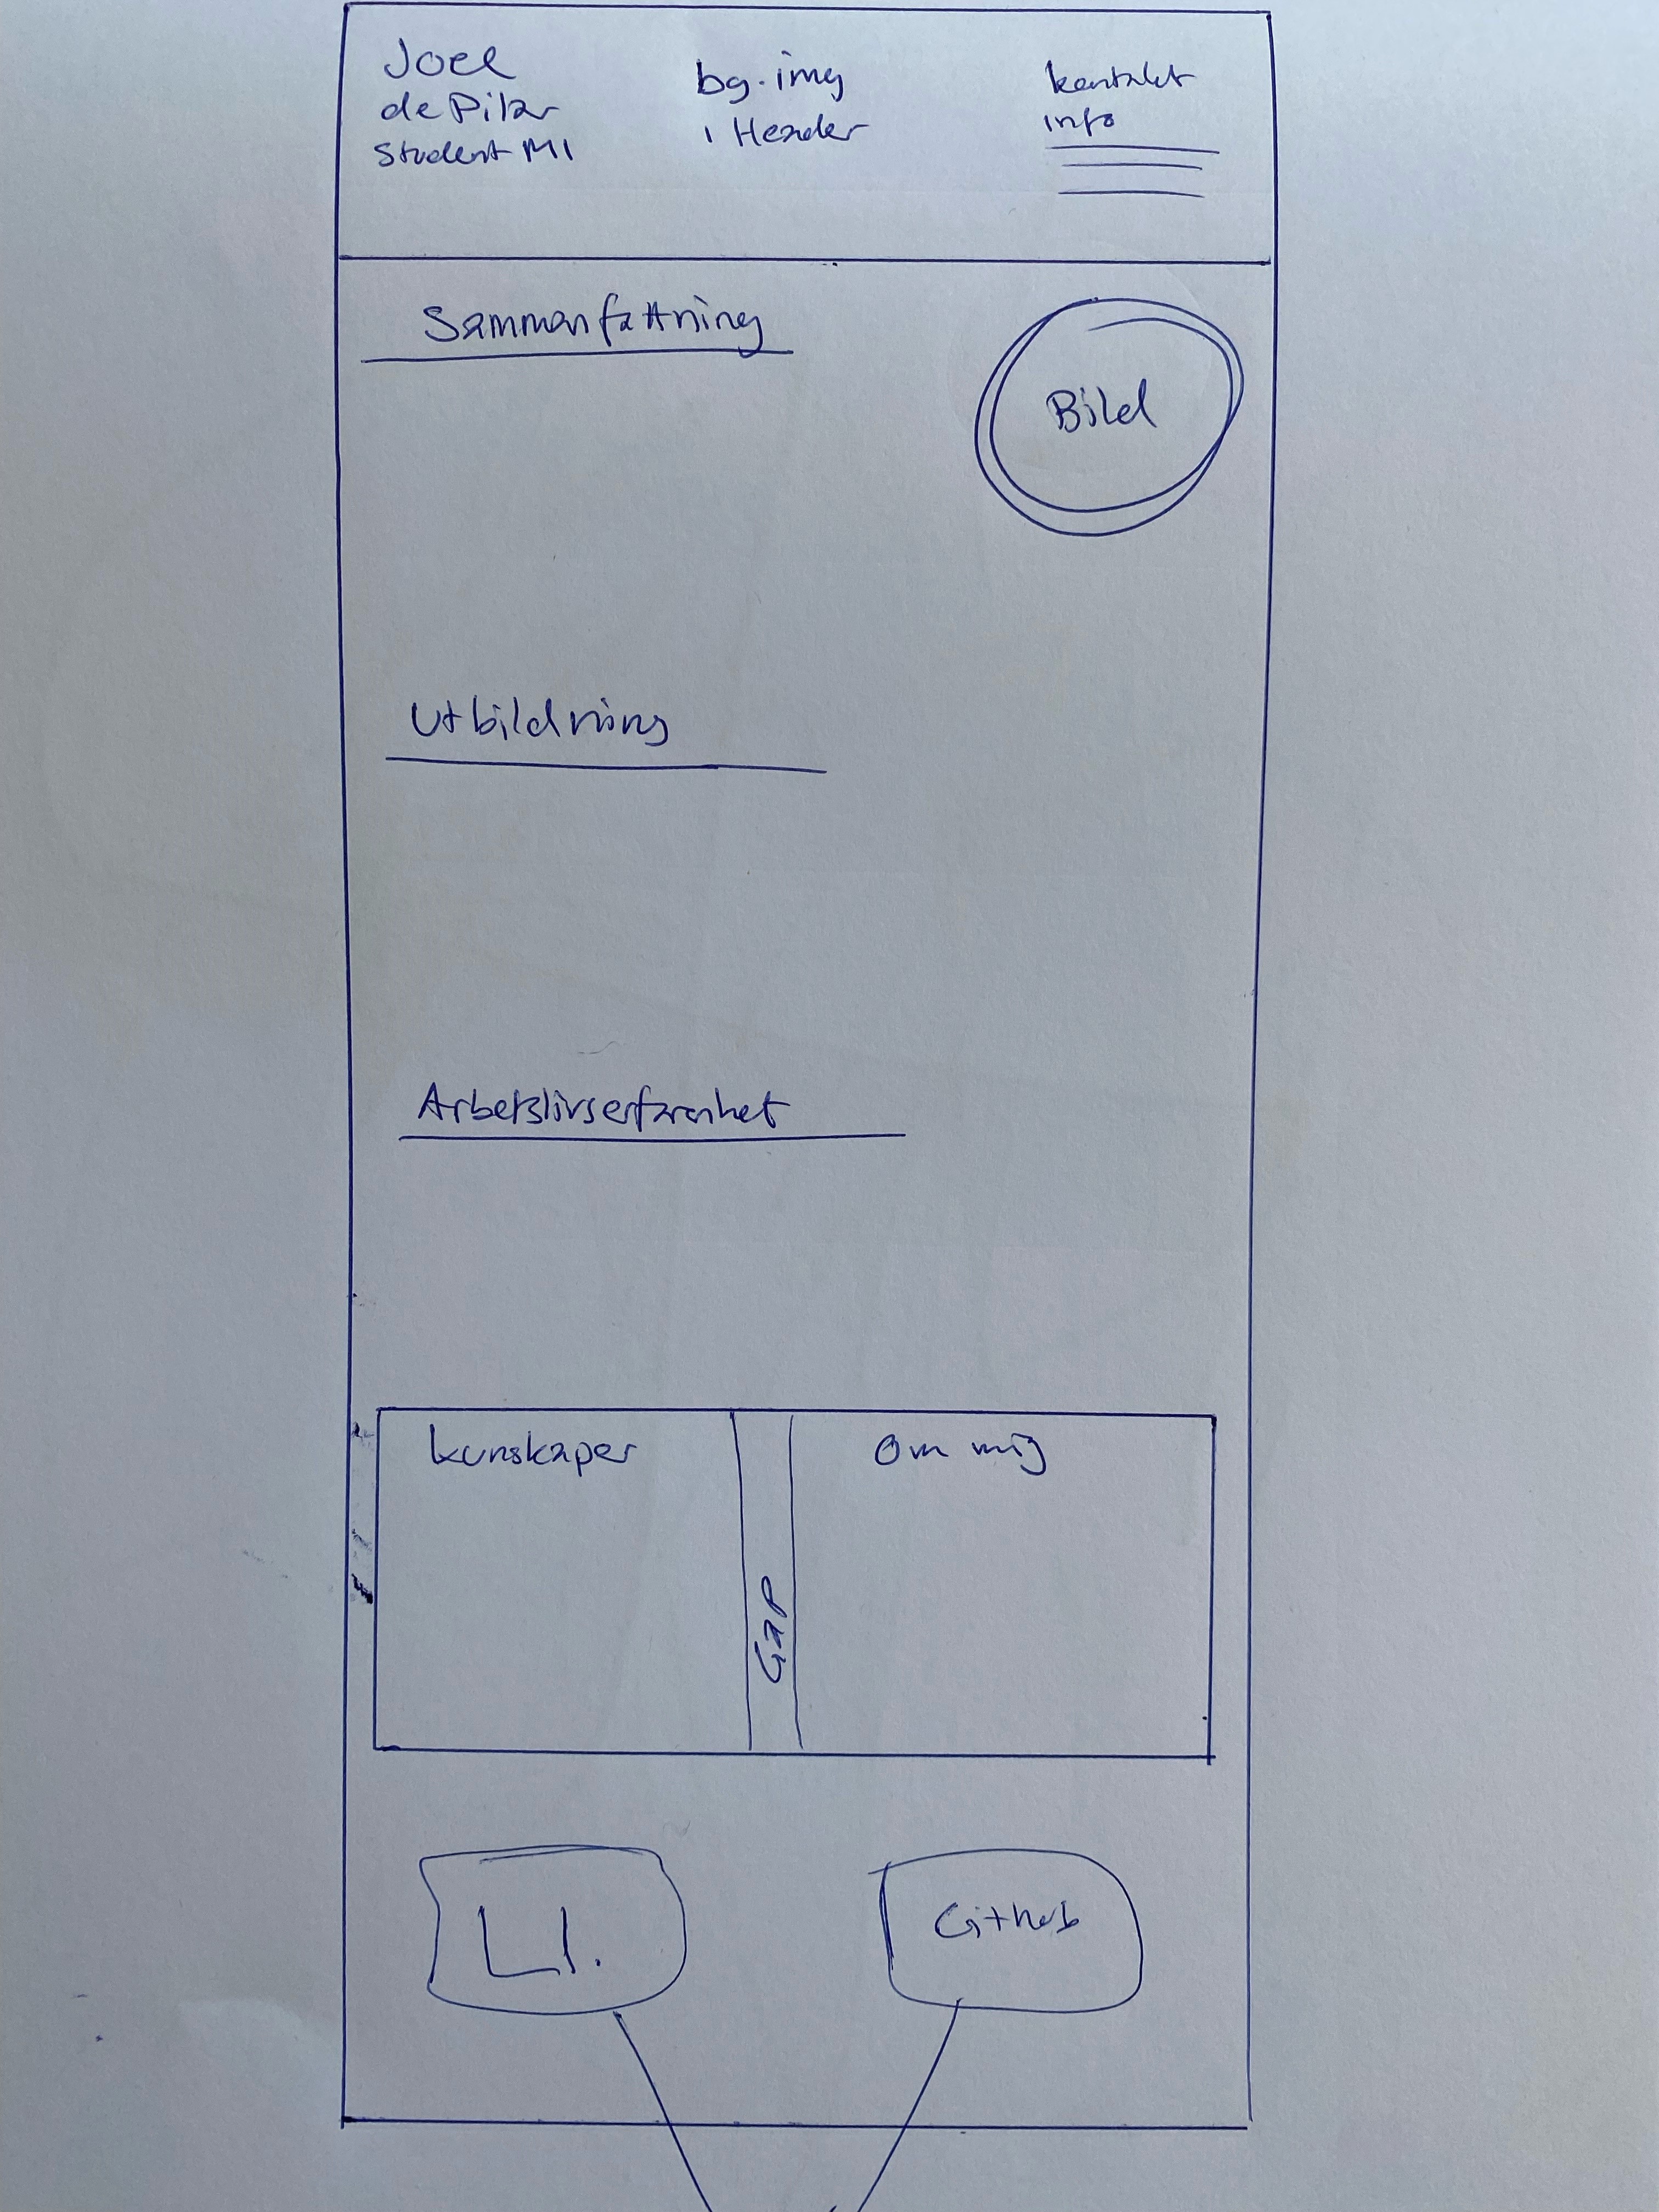 Joel
de Pilar
Student M1
bg.img
i Header
kontakt
info
Sammanfattning
Bild
Utbildning
Arbetslivserfarenhet
kunskaper
Om mig
Gap
LI.
Github